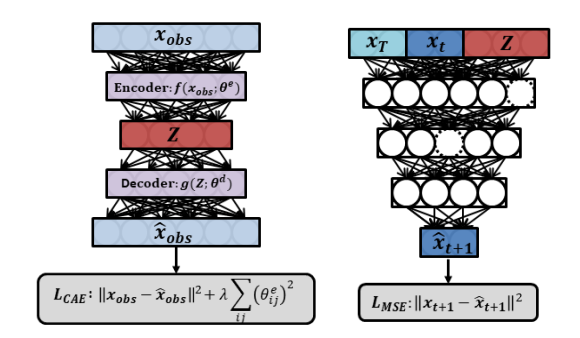 x_obs
Encoder: f(x_obs; θ^e)
Z
Decoder: g(Z; θ^d)
x̂_obs
L_CAE: ‖x_obs − x̂_obs‖² + λ ∑_ij (θ^e_ij)²
x_T x_t Z
x̂_t+1
L_MSE: ‖x_t+1 − x̂_t+1‖²